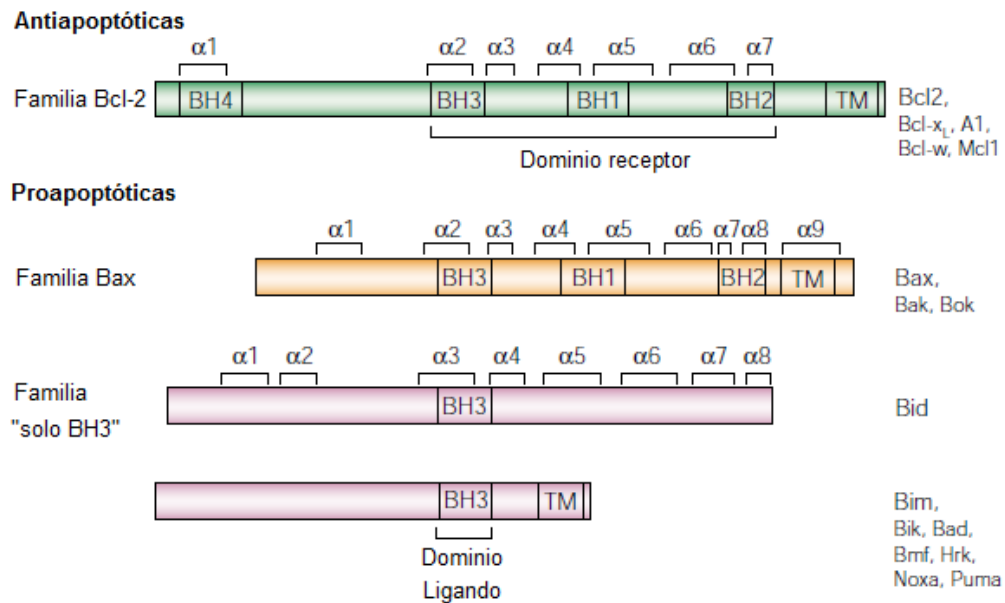 Antiapoptóticas
α1 α2 α3 α4 α5 α6 α7
Familia Bcl-2 BH4 BH3 BH1 BH2 TM Bcl2,
Bcl-xL, A1,
Bcl-w, Mcl1
Dominio receptor
Proapoptóticas
α1 α2 α3 α4 α5 α6 α7 α8 α9
Familia Bax BH3 BH1 BH2 TM Bax,
Bak, Bok
α1 α2 α3 α4 α5 α6 α7 α8
Familia
"solo BH3" BH3 Bid
BH3 TM Bim,
Bik, Bad,
Bmf, Hrk,
Noxa, Puma
Dominio
Ligando